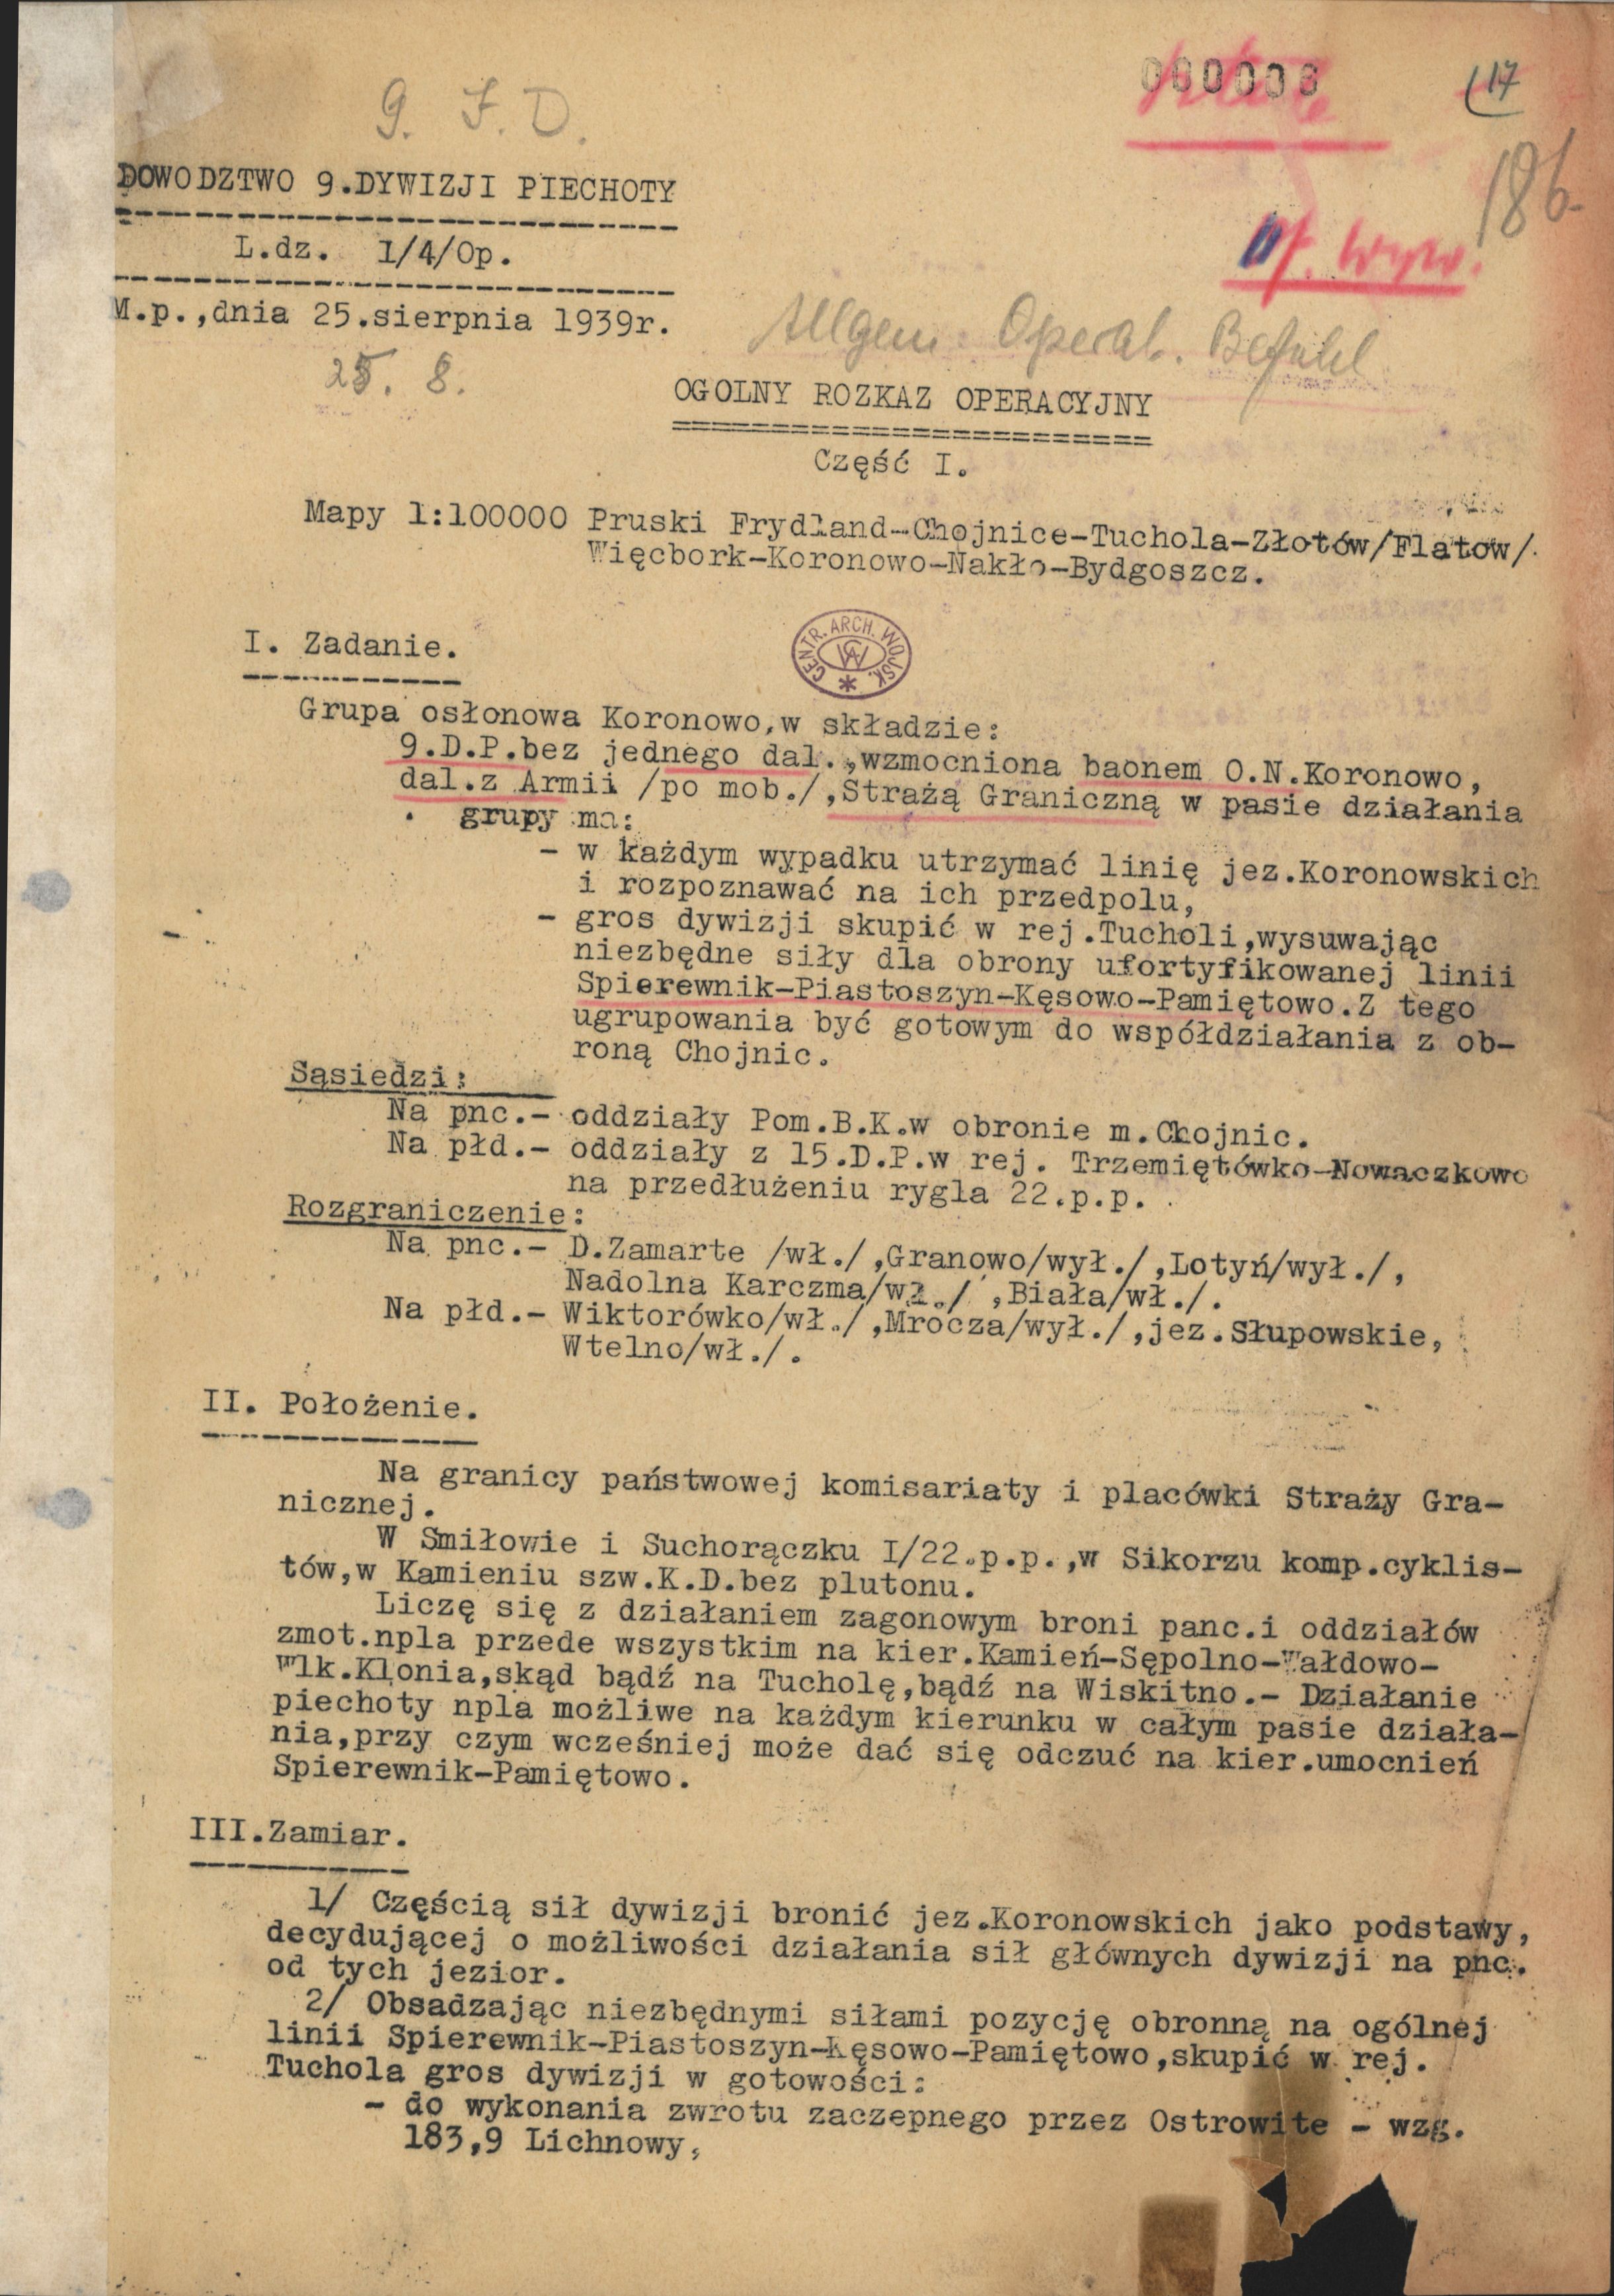 000008
17
9. J. D.
186.
DOWODZTWO 9.DYWIZJI PIECHOTY
L.dz. 1/4/Op.
M.p.,dnia 25.sierpnia 1939r.
25. 8.
Allgem. Operat. Befehl
OGOLNY ROZKAZ OPERACYJNY
Część I.
Mapy 1:100000 Pruski Frydland-Chojnice-Tuchola-Złotów/Flatow/
Więcbork-Koronowo-Nakło-Bydgoszcz.
CENTR. ARCH. WOJSK.
CAW
I. Zadanie.
Grupa osłonowa Koronowo,w składzie:
9.D.P.bez jednego dal.,wzmocniona baonem O.N.Koronowo,
dal.z Armii /po mob./,Strażą Graniczną w pasie działania
grupy ma:
- w każdym wypadku utrzymać linię jez.Koronowskich
i rozpoznawać na ich przedpolu,
- gros dywizji skupić w rej.Tucholi,wysuwając
niezbędne siły dla obrony ufortyfikowanej linii
Spierewnik-Piastoszyn-Kęsowo-Pamiętowo.Z tego
ugrupowania być gotowym do współdziałania z ob-
roną Chojnic.
Sąsiedzi:
Na pnc.- oddziały Pom.B.K.w obronie m.Chojnic.
Na płd.- oddziały z 15.D.P.w rej. Trzemiętówko-Nowaczkowo
na przedłużeniu rygla 22.p.p.
Rozgraniczenie:
Na pnc.- D.Zamarte /wł./,Granowo/wył./,Lotyń/wył./,
Nadolna Karczma/wł./ ,Biała/wł./.
Na płd.- Wiktorówko/wł./,Mrocza/wył./,jez.Słupowskie,
Wtelno/wł./.
II. Położenie.
Na granicy państwowej komisariaty i placówki Straży Gra-
nicznej.
W Smiłowie i Suchorączku I/22.p.p.,w Sikorzu komp.cyklis-
tów,w Kamieniu szw.K.D.bez plutonu.
Liczę się z działaniem zagonowym broni panc.i oddziałów
zmot.npla przede wszystkim na kier.Kamień-Sępolno-Wałdowo-
Wlk.Klonia,skąd bądź na Tucholę,bądź na Wiskitno.- Działanie
piechoty npla możliwe na każdym kierunku w całym pasie działa-
nia,przy czym wcześniej może dać się odczuć na kier.umocnień
Spierewnik-Pamiętowo.
III.Zamiar.
1/ Częścią sił dywizji bronić jez.Koronowskich jako podstawy,
decydującej o możliwości działania sił głównych dywizji na pnc.
od tych jezior.
2/ Obsadzając niezbędnymi siłami pozycję obronną na ogólnej
linii Spierewnik-Piastoszyn-Kęsowo-Pamiętowo,skupić w rej.
Tuchola gros dywizji w gotowości:
- do wykonania zwrotu zaczepnego przez Ostrowite - wzg.
183,9 Lichnowy,